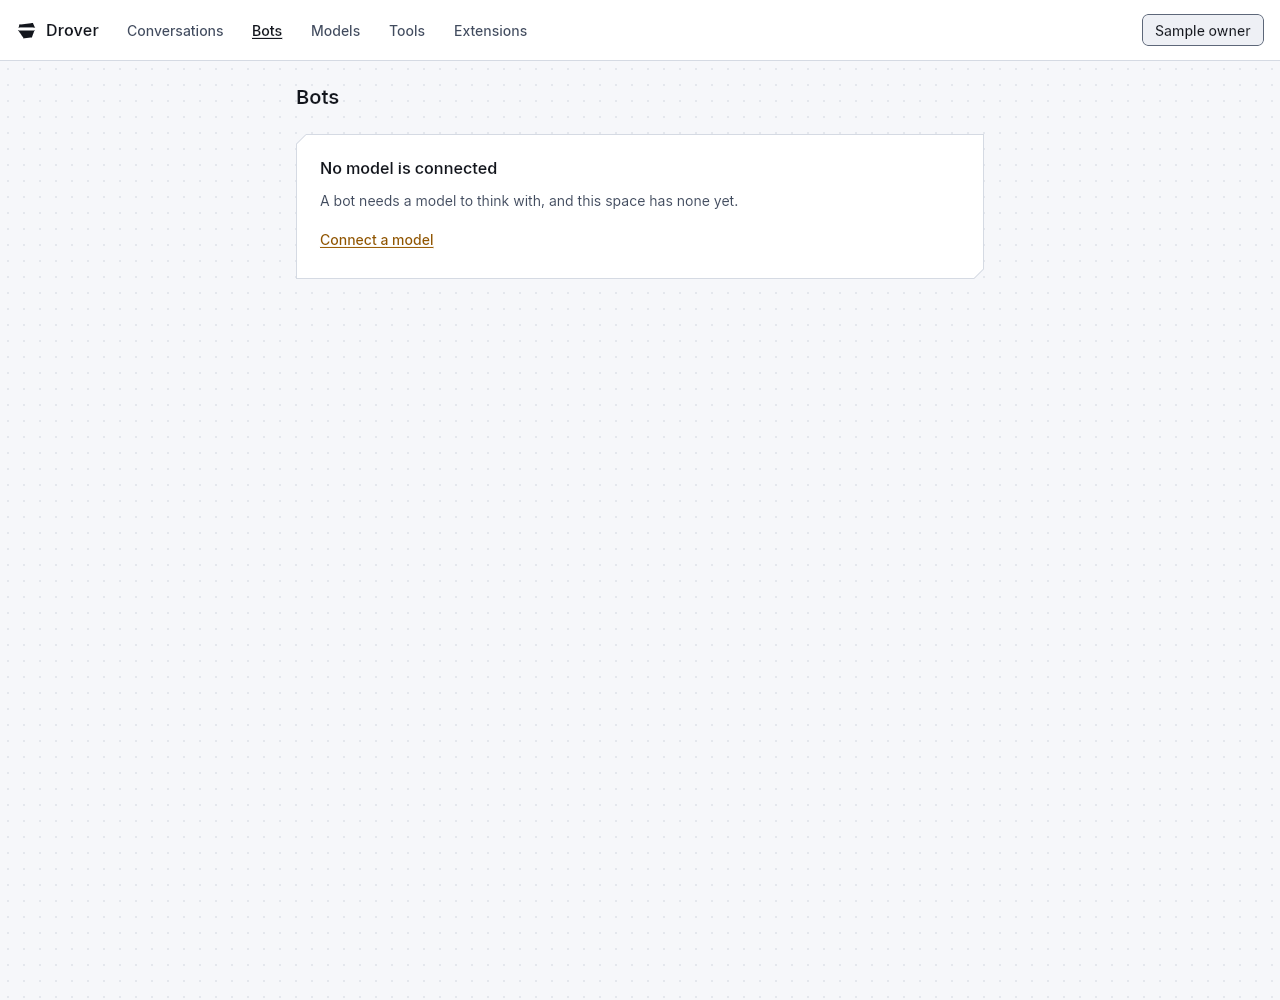 Drover
Conversations
Bots
Models
Tools
Extensions
Sample owner
Bots
No model is connected
A bot needs a model to think with, and this space has none yet.
Connect a model